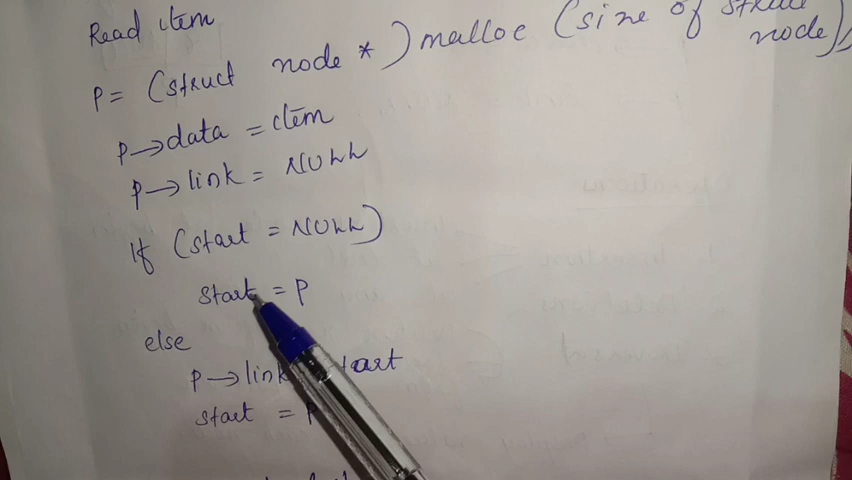 Read item
P = (struct node *) malloc (size of struct
node)
P → data = item
P → link = NULL
If (start = NULL)
start = P
else
P → link start
start = P